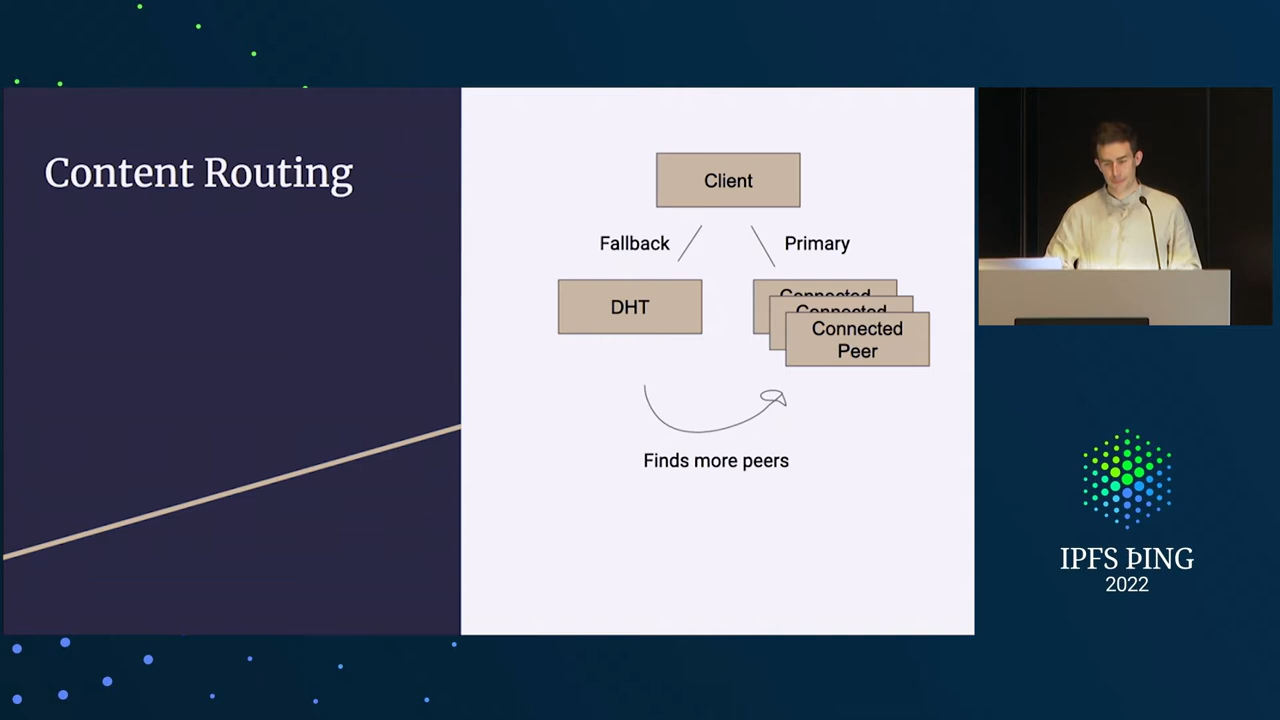 Content Routing
Client
Fallback
Primary
DHT
Connected
Connected
Connected
Peer
Finds more peers
IPFS ÞING
2022